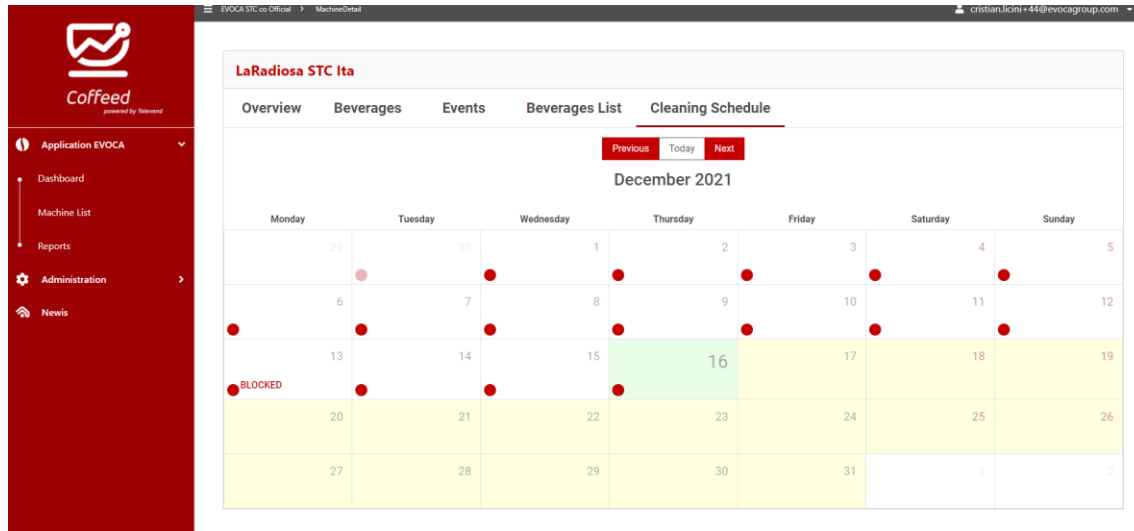 EVOCA STC co Official > MachineDetail
cristian.licini+44@evocagroup.com
Coffeed
powered by Televend
Application EVOCA
Dashboard
Machine List
Reports
Administration
Newis
LaRadiosa STC Ita
Overview Beverages Events Beverages List Cleaning Schedule
Previous Today Next
December 2021
Monday Tuesday Wednesday Thursday Friday Saturday Sunday
29 30 1 2 3 4 5
6 7 8 9 10 11 12
13 14 15 16 17 18 19
BLOCKED
20 21 22 23 24 25 26
27 28 29 30 31 1 2